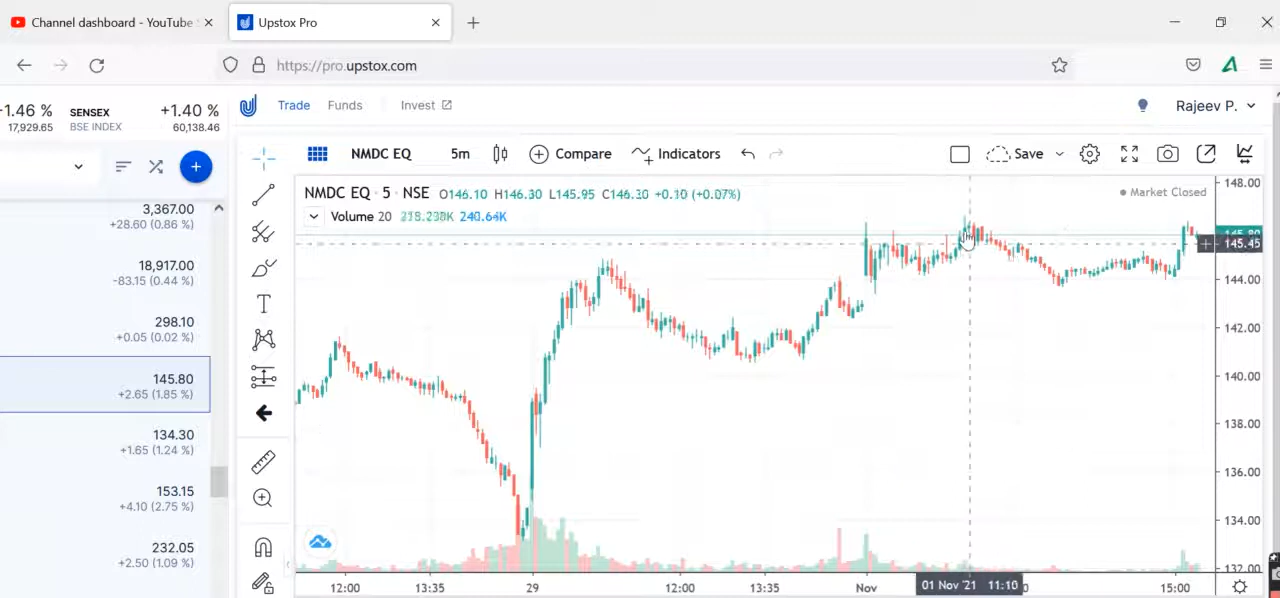 Channel dashboard - YouTube
Upstox Pro
https://pro.upstox.com
1.46 %
17,929.65
SENSEX
BSE INDEX
+1.40 %
60,138.46
Trade
Funds
Invest
Rajeev P.
NMDC EQ
5m
Compare
Indicators
Save
3,367.00
+28.60 (0.86 %)
18,917.00
-83.15 (0.44 %)
298.10
+0.05 (0.02 %)
145.80
+2.65 (1.85 %)
134.30
+1.65 (1.24 %)
153.15
+4.10 (2.75 %)
232.05
+2.50 (1.09 %)
NMDC EQ · 5 · NSE O146.10 H146.30 L145.95 C146.20 +0.10 (+0.07%)
Market Closed
Volume 20 240.64K
148.00
145.80
145.45
144.00
142.00
140.00
138.00
136.00
134.00
132.00
12:00
13:35
29
12:00
13:35
Nov
01 Nov '21 11:10
15:00